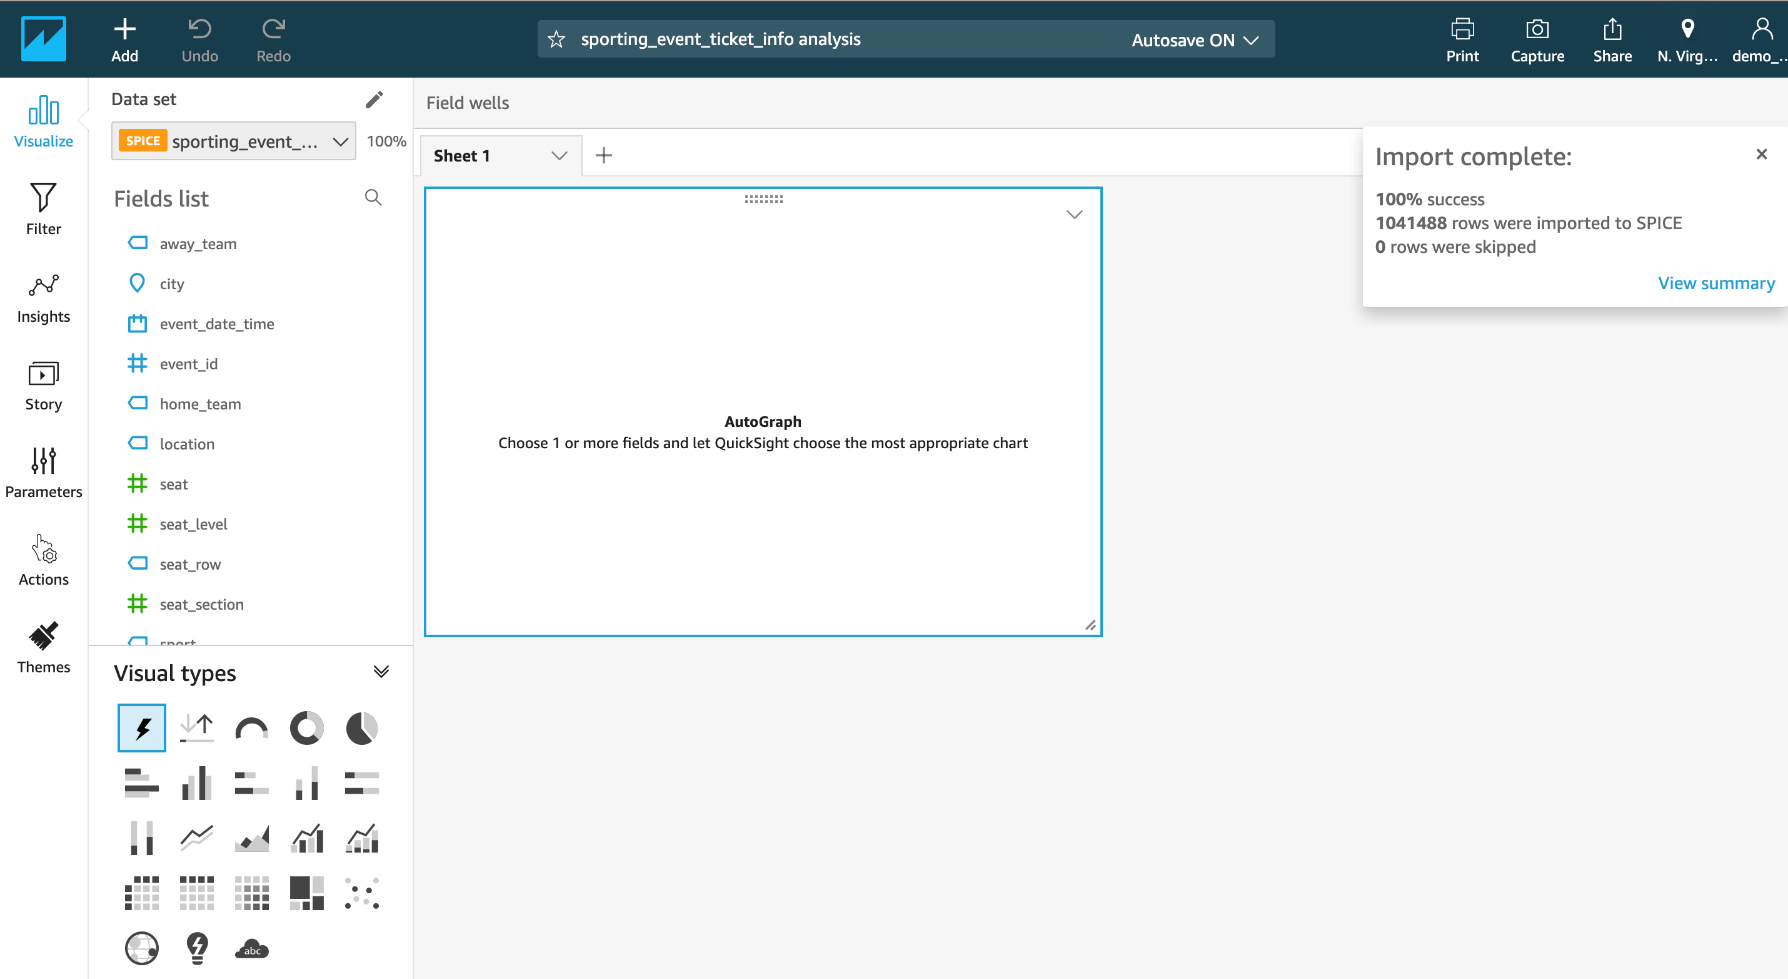 Add
Undo
Redo
sporting_event_ticket_info analysis
Autosave ON
Print
Capture
Share
N. Virg...
demo_...
Visualize
Filter
Insights
Story
Parameters
Actions
Themes
Data set
SPICE sporting_event_... 100%
Fields list
away_team
city
event_date_time
event_id
home_team
location
seat
seat_level
seat_row
seat_section
sport
Visual types
abc
Field wells
Sheet 1
AutoGraph
Choose 1 or more fields and let QuickSight choose the most appropriate chart
Import complete:
100% success
1041488 rows were imported to SPICE
0 rows were skipped
View summary